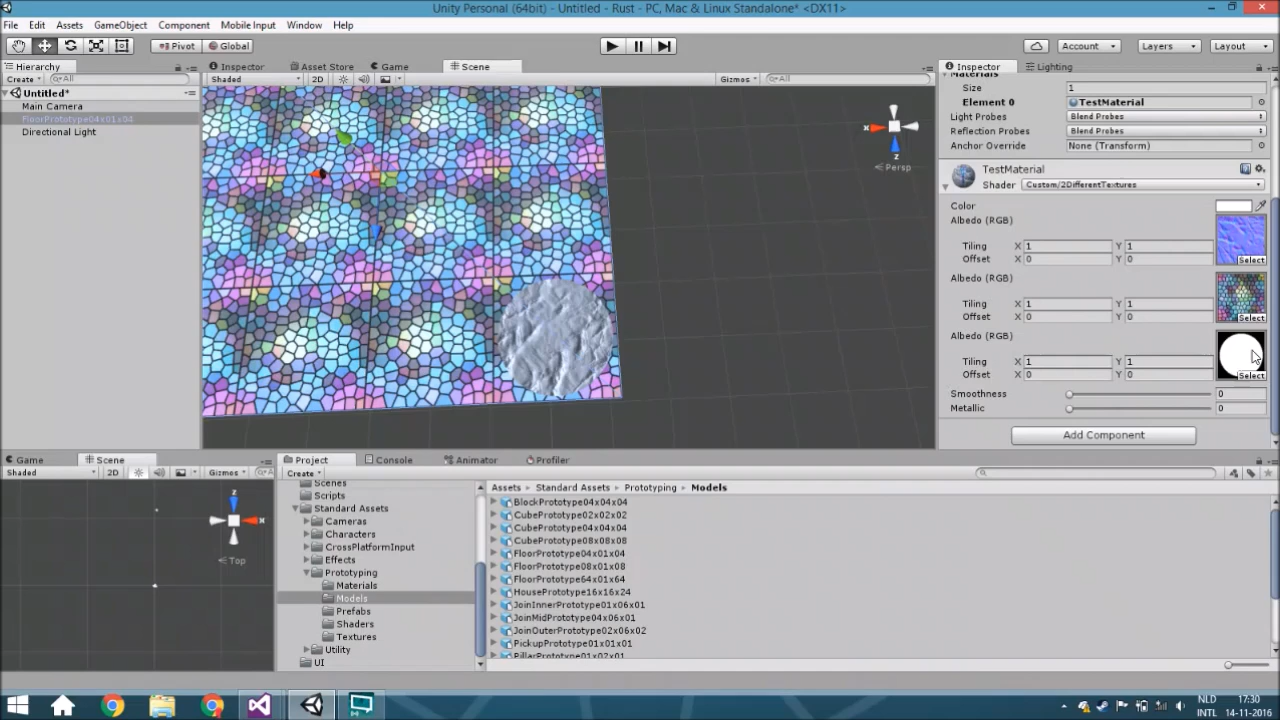 Unity Personal (64bit) - Untitled - Rust - PC, Mac & Linux Standalone* <DX11>
File Edit Assets GameObject Component Mobile Input Window Help
Pivot Global Account Layers Layout
Hierarchy Inspector Asset Store Game Scene Inspector Lighting
Create All Shaded 2D Gizmos All
Untitled*
Main Camera
FloorPrototype04x01x04
Directional Light
x
z
Persp
Materials
Size 1
Element 0 TestMaterial
Light Probes Blend Probes
Reflection Probes Blend Probes
Anchor Override None (Transform)
TestMaterial
Shader Custom/2DifferentTextures
Color
Albedo (RGB)
Tiling X 1 Y 1
Offset X 0 Y 0
Select
Albedo (RGB)
Tiling X 1 Y 1
Offset X 0 Y 0
Select
Albedo (RGB)
Tiling X 1 Y 1
Offset X 0 Y 0
Select
Smoothness 0
Metallic 0
Add Component
Game Scene Project Console Animator Profiler
Shaded 2D Gizmos Create
z
x
Top
Scenes
Scripts
Standard Assets
Cameras
Characters
CrossPlatformInput
Effects
Prototyping
Materials
Models
Prefabs
Shaders
Textures
Utility
UI
Assets Standard Assets Prototyping Models
BlockPrototype04x04x04
CubePrototype02x02x02
CubePrototype04x04x04
CubePrototype08x08x08
FloorPrototype04x01x04
FloorPrototype08x01x08
FloorPrototype64x01x64
HousePrototype16x16x24
JoinInnerPrototype01x06x01
JoinMidPrototype04x06x01
JoinOuterPrototype02x06x02
PickupPrototype01x01x01
PillarPrototype01x02x01
NLD 17:30
INTL 14-11-2016